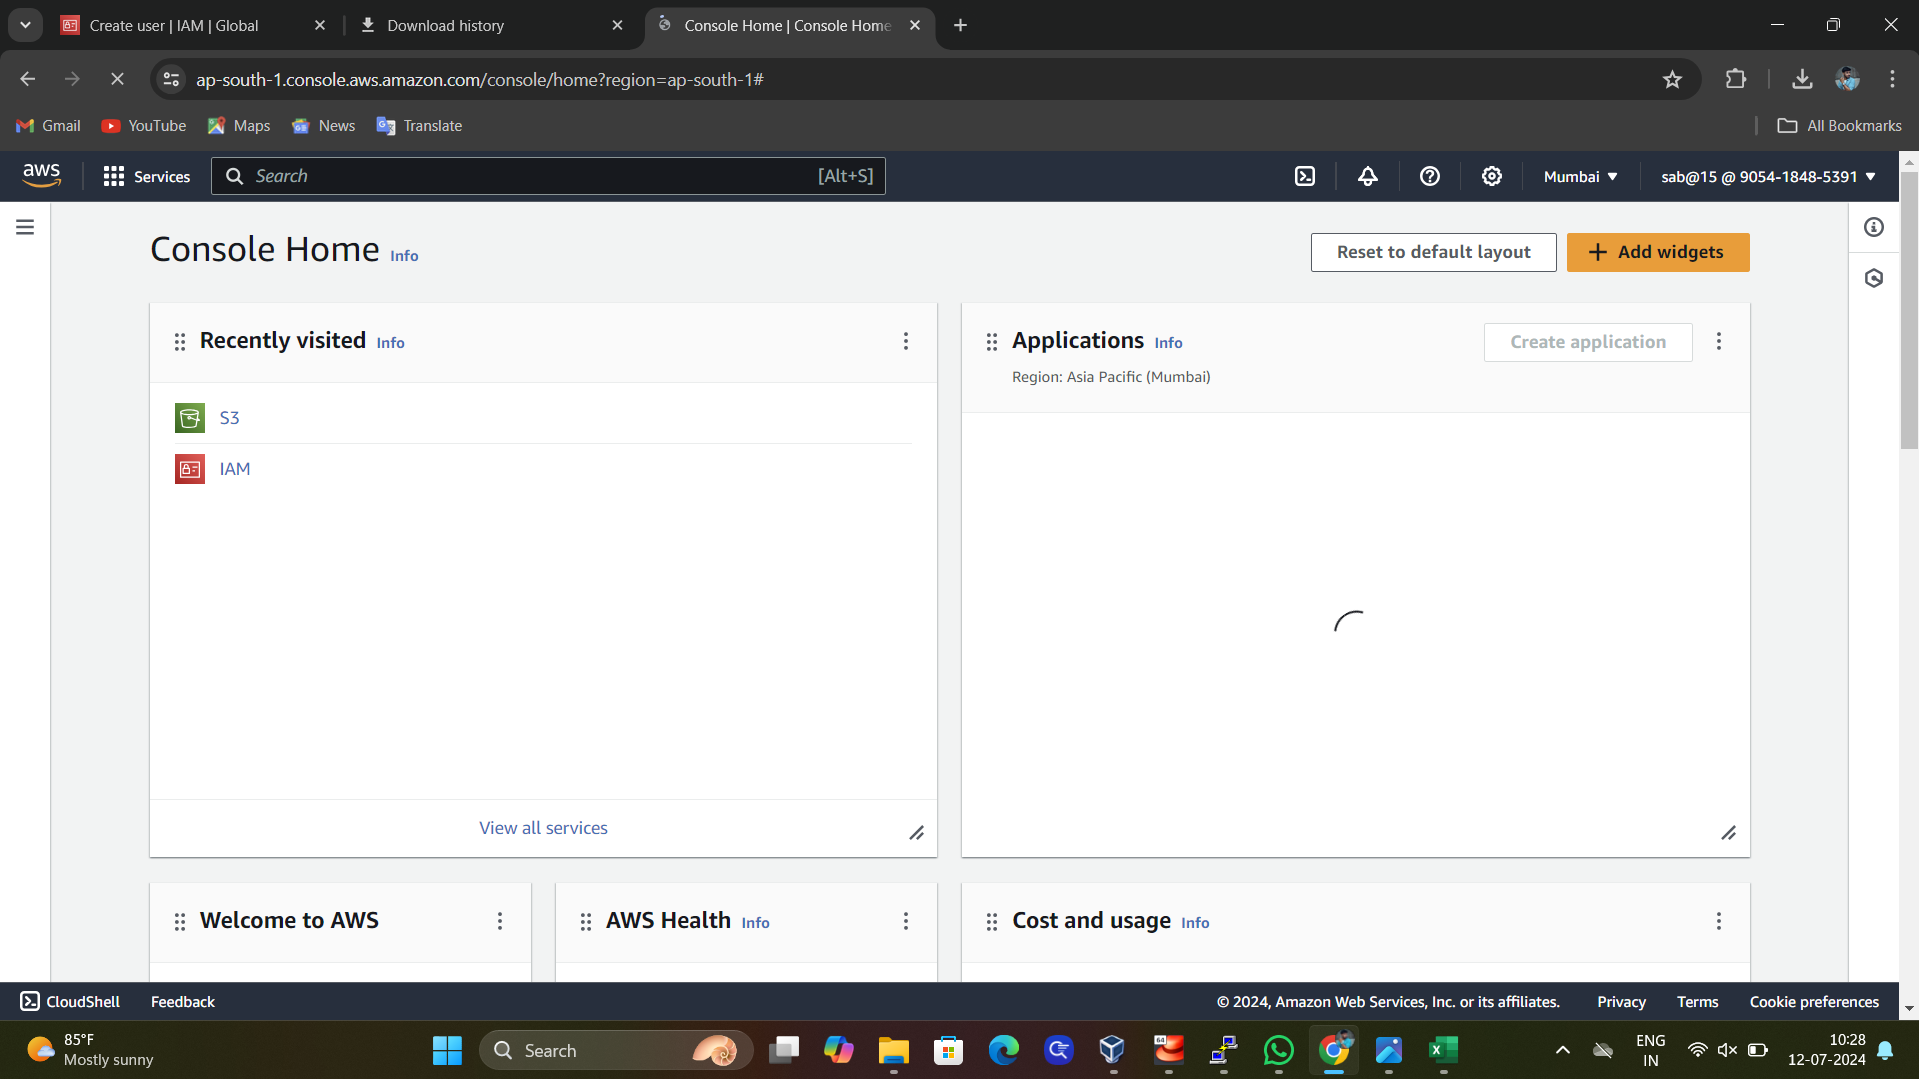 Create user | IAM | Global
Download history
Console Home | Console Home
ap-south-1.console.aws.amazon.com/console/home?region=ap-south-1#
Gmail
YouTube
Maps
News
Translate
All Bookmarks
aws
Services
Search
[Alt+S]
Mumbai
sab@15 @ 9054-1848-5391
Console Home Info
Reset to default layout
Add widgets
Recently visited Info
S3
IAM
View all services
Applications Info
Region: Asia Pacific (Mumbai)
Create application
Welcome to AWS
AWS Health Info
Cost and usage Info
CloudShell
Feedback
© 2024, Amazon Web Services, Inc. or its affiliates.
Privacy
Terms
Cookie preferences
85°F
Mostly sunny
Search
64
ENG
IN
10:28
12-07-2024